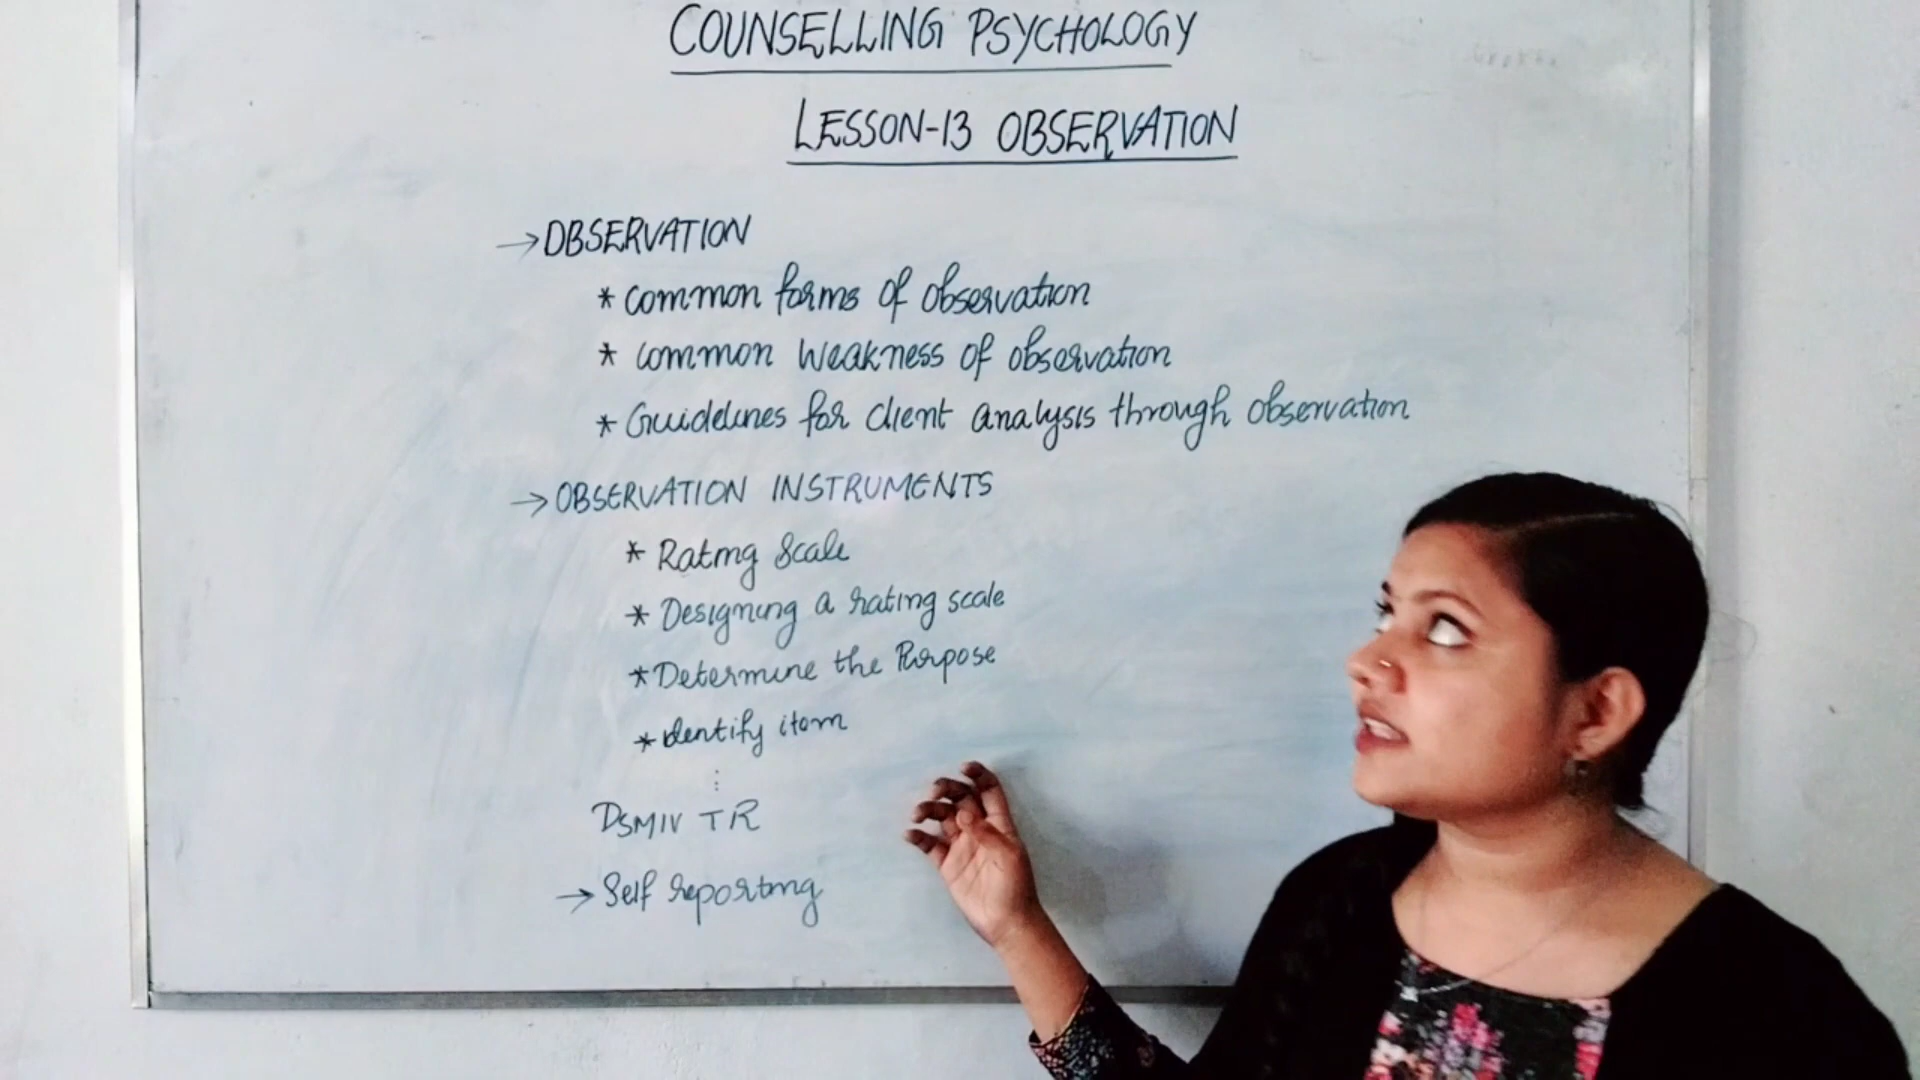 COUNSELLING PSYCHOLOGY
LESSON-13 OBSERVATION
→ OBSERVATION
* Common forms of observation
* Common Weakness of observation
* Guidelines for client analysis through observation
→ OBSERVATION INSTRUMENTS
* Rating Scale
* Designing a rating scale
* Determine the Purpose
* Identify item
⋮
DSMIV TR
→ Self reporting